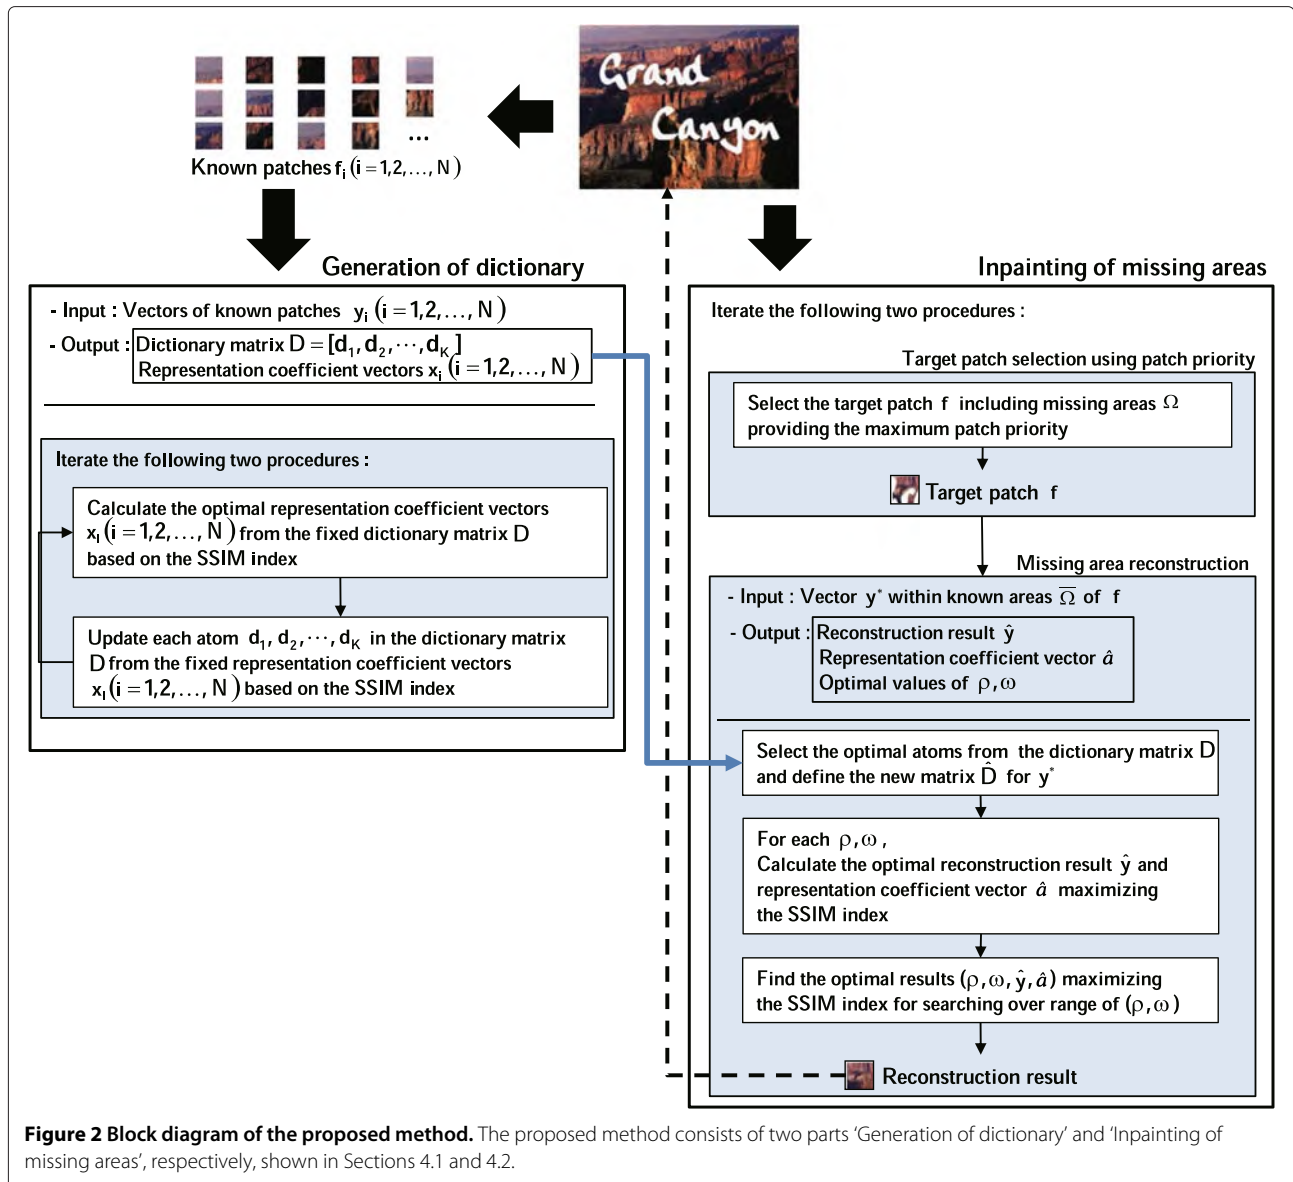 Grand
Canyon
...
Known patches f_i (i = 1,2,..., N)
Generation of dictionary
- Input : Vectors of known patches y_i (i = 1,2,..., N)
- Output : Dictionary matrix D = [d_1, d_2, ⋯, d_K]
Representation coefficient vectors x_i (i = 1,2,..., N)
Iterate the following two procedures :
Calculate the optimal representation coefficient vectors
x_i (i = 1,2,..., N) from the fixed dictionary matrix D
based on the SSIM index
Update each atom d_1, d_2, ⋯, d_K in the dictionary matrix
D from the fixed representation coefficient vectors
x_i (i = 1,2,..., N) based on the SSIM index
Inpainting of missing areas
Iterate the following two procedures :
Target patch selection using patch priority
Select the target patch f including missing areas Ω
providing the maximum patch priority
Target patch f
Missing area reconstruction
- Input : Vector y* within known areas Ω̅ of f
- Output : Reconstruction result ŷ
Representation coefficient vector â
Optimal values of ρ, ω
Select the optimal atoms from the dictionary matrix D
and define the new matrix D̂ for y*
For each ρ, ω,
Calculate the optimal reconstruction result ŷ and
representation coefficient vector â maximizing
the SSIM index
Find the optimal results (ρ, ω, ŷ, â) maximizing
the SSIM index for searching over range of (ρ, ω)
Reconstruction result
Figure 2 Block diagram of the proposed method. The proposed method consists of two parts ‘Generation of dictionary’ and ‘Inpainting of
missing areas’, respectively, shown in Sections 4.1 and 4.2.